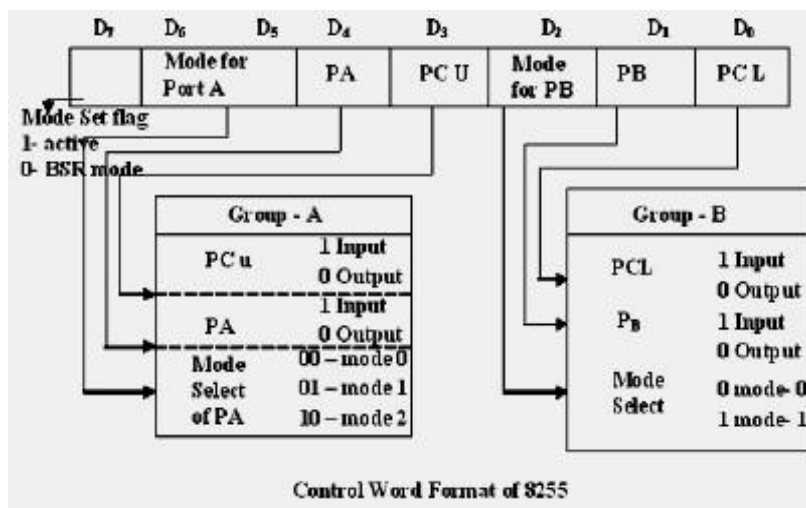 D7 D6 D5 D4 D3 D2 D1 D0
Mode for Port A
PA
PC U
Mode for PB
PB
PC L
Mode Set flag
1- active
0- BSR mode
Group - A
PC u
1 Input
0 Output
PA
1 Input
0 Output
Mode Select of PA
00 – mode 0
01 – mode 1
10 – mode 2
Group - B
PCL
1 Input
0 Output
PB
1 Input
0 Output
Mode Select
0 mode- 0
1 mode- 1
Control Word Format of 8255